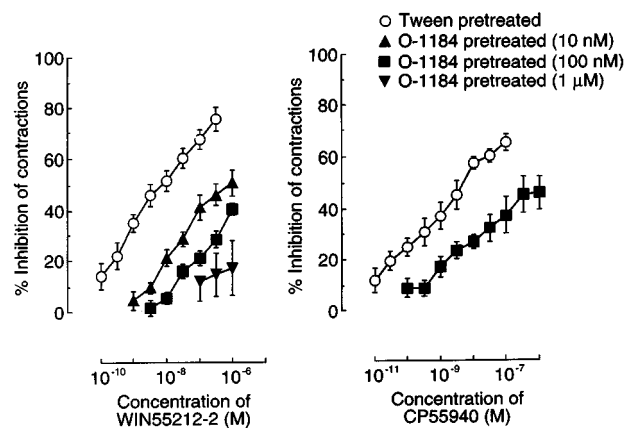 Tween pretreated
O-1184 pretreated (10 nM)
O-1184 pretreated (100 nM)
O-1184 pretreated (1 μM)
% Inhibition of contractions
100
80
60
40
20
0
10⁻¹⁰ 10⁻⁸ 10⁻⁶
Concentration of
WIN55212-2 (M)
% Inhibition of contractions
100
80
60
40
20
0
10⁻¹¹ 10⁻⁹ 10⁻⁷
Concentration of
CP55940 (M)